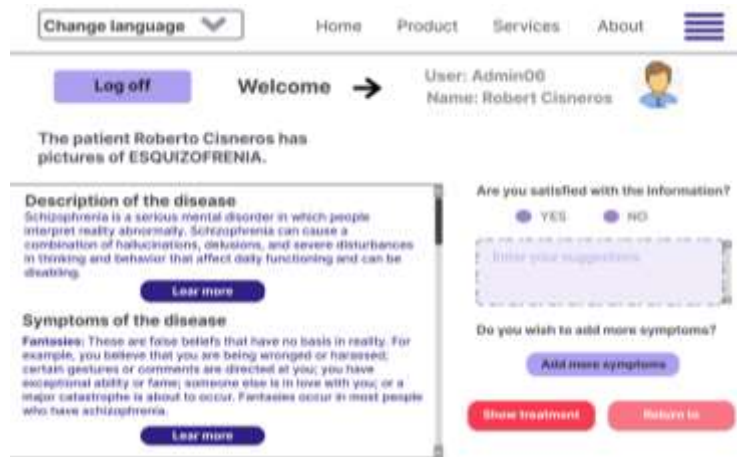 Change language
Home Product Services About
Log off
Welcome
User: Admin06
Name: Robert Cisneros
The patient Roberto Cisneros has
pictures of ESQUIZOFRENIA.
Description of the disease
Schizophrenia is a serious mental disorder in which people
interpret reality abnormally. Schizophrenia can cause a
combination of hallucinations, delusions, and severe disturbances
in thinking and behavior that affect daily functioning and can be
disabling.
Lear more
Symptoms of the disease
Fantasies: These are false beliefs that have no basis in reality. For
example, you believe that you are being wronged or harassed;
certain gestures or comments are directed at you; you have
exceptional ability or fame; someone else is in love with you; or a
major catastrophe is about to occur. Fantasies occur in most people
who have schizophrenia.
Lear more
Are you satisfied with the information?
YES NO
Enter your suggestions
Do you wish to add more symptoms?
Add more symptoms
Show treatment
Return to